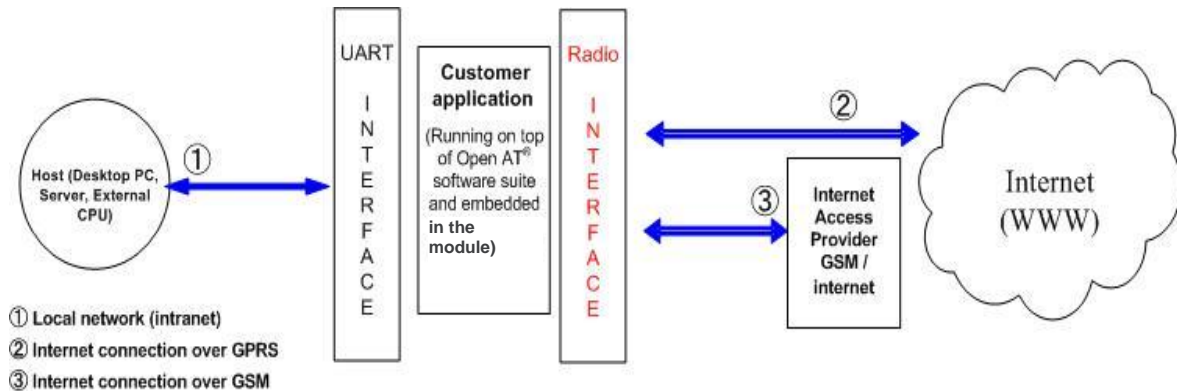 Host (Desktop PC,
Server, External
CPU)
①
UART
INTERFACE
Customer
application
(Running on top
of Open AT®
software suite
and embedded
in the
module)
Radio
INTERFACE
②
③
Internet
Access
Provider
GSM /
internet
Internet
(WWW)
① Local network (intranet)
② Internet connection over GPRS
③ Internet connection over GSM